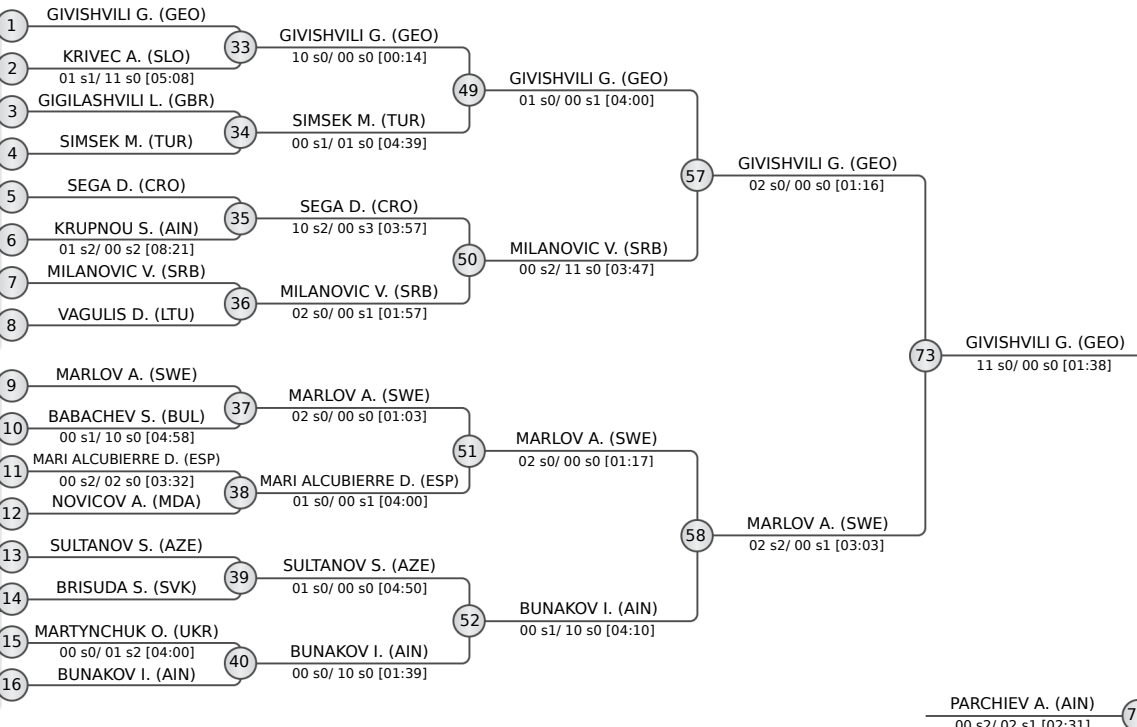 1
GIVISHVILI G. (GEO)
33
2
KRIVEC A. (SLO)
01 s1/ 11 s0 [05:08]
GIVISHVILI G. (GEO)
10 s0/ 00 s0 [00:14]
49
3
GIGILASHVILI L. (GBR)
34
4
SIMSEK M. (TUR)
SIMSEK M. (TUR)
00 s1/ 01 s0 [04:39]
GIVISHVILI G. (GEO)
01 s0/ 00 s1 [04:00]
57
5
SEGA D. (CRO)
35
6
KRUPNOU S. (AIN)
01 s2/ 00 s2 [08:21]
SEGA D. (CRO)
10 s2/ 00 s3 [03:57]
50
7
MILANOVIC V. (SRB)
36
8
VAGULIS D. (LTU)
MILANOVIC V. (SRB)
02 s0/ 00 s1 [01:57]
MILANOVIC V. (SRB)
00 s2/ 11 s0 [03:47]
GIVISHVILI G. (GEO)
02 s0/ 00 s0 [01:16]
73
GIVISHVILI G. (GEO)
11 s0/ 00 s0 [01:38]
9
MARLOV A. (SWE)
37
10
BABACHEV S. (BUL)
00 s1/ 10 s0 [04:58]
MARLOV A. (SWE)
02 s0/ 00 s0 [01:03]
51
11
MARI ALCUBIERRE D. (ESP)
00 s2/ 02 s0 [03:32]
38
12
NOVICOV A. (MDA)
MARI ALCUBIERRE D. (ESP)
01 s0/ 00 s1 [04:00]
MARLOV A. (SWE)
02 s0/ 00 s0 [01:17]
58
13
SULTANOV S. (AZE)
39
14
BRISUDA S. (SVK)
SULTANOV S. (AZE)
01 s0/ 00 s0 [04:50]
52
15
MARTYNCHUK O. (UKR)
00 s0/ 01 s2 [04:00]
40
16
BUNAKOV I. (AIN)
BUNAKOV I. (AIN)
00 s0/ 10 s0 [01:39]
BUNAKOV I. (AIN)
00 s1/ 10 s0 [04:10]
MARLOV A. (SWE)
02 s2/ 00 s1 [03:03]
PARCHIEV A. (AIN)
00 s2/ 02 s1 [02:31]